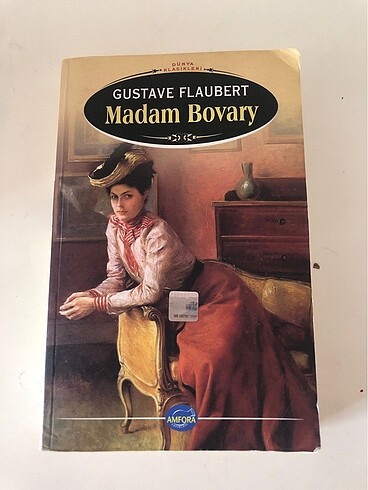 DÜNYA
KLASİKLERİ
GUSTAVE FLAUBERT
Madam Bovary
AMFORA